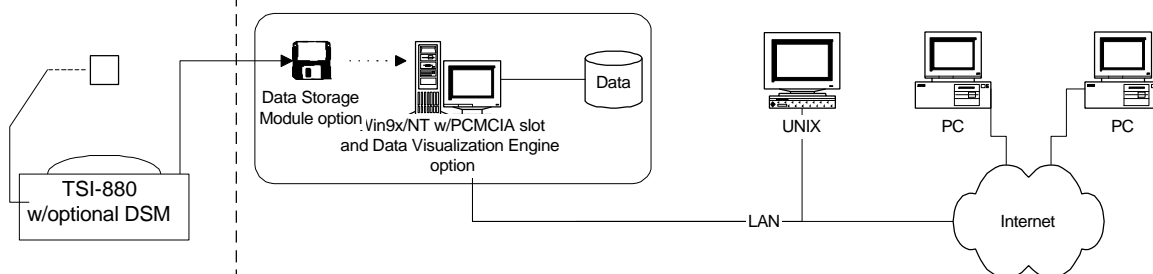 TSI-880
w/optional DSM
Data Storage
Module option
Win9x/NT w/PCMCIA slot
and Data Visualization Engine
option
Data
UNIX
PC
PC
LAN
Internet